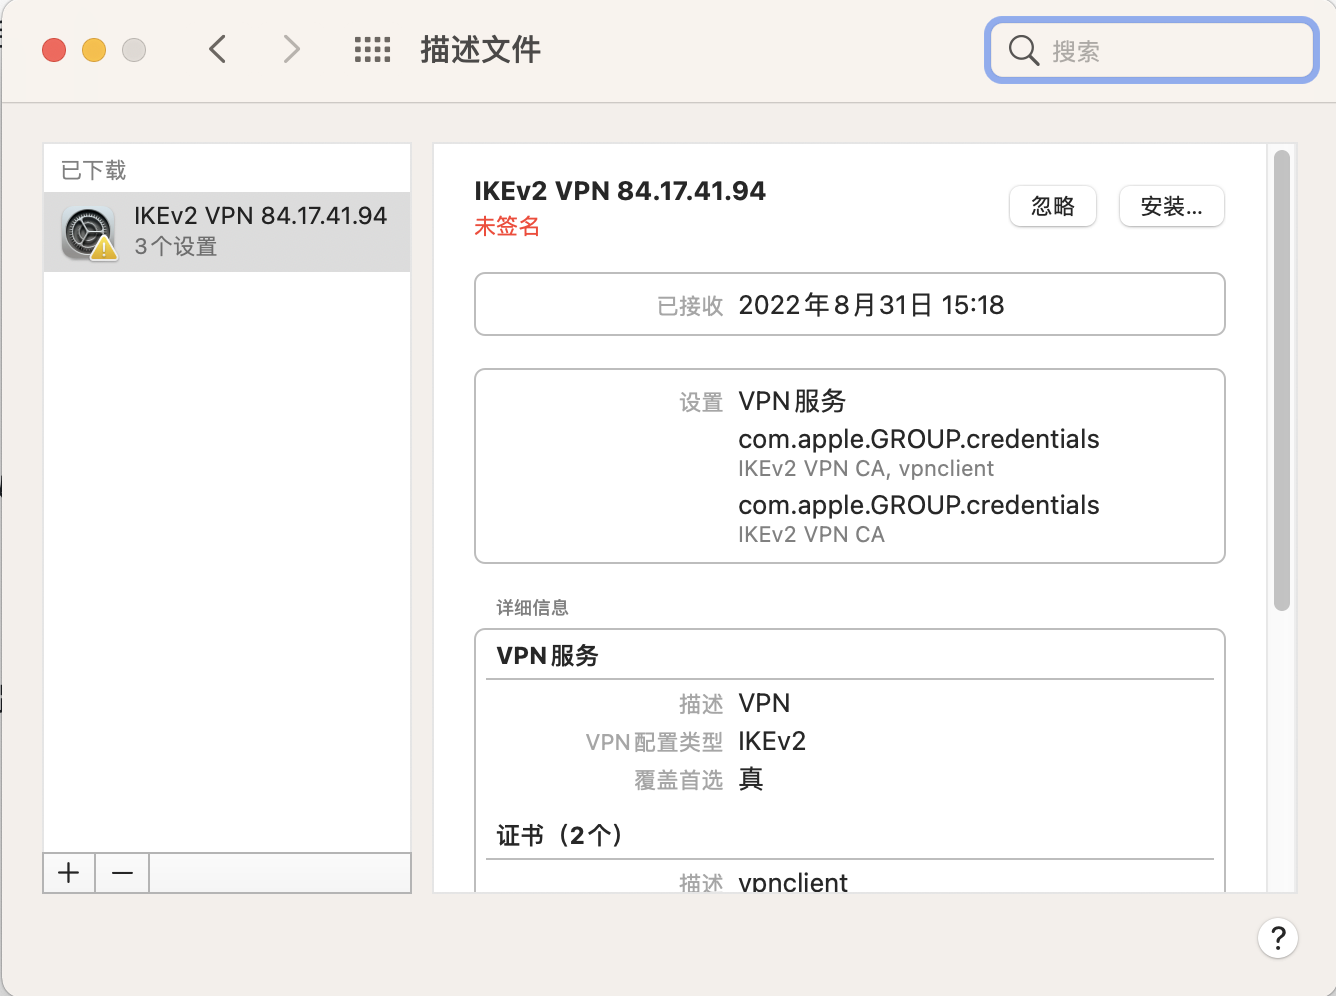 描述文件
搜索
已下载
IKEv2 VPN 84.17.41.94
3个设置
IKEv2 VPN 84.17.41.94
未签名
忽略
安装...
已接收 2022年8月31日 15:18
设置 VPN服务
com.apple.GROUP.credentials
IKEv2 VPN CA, vpnclient
com.apple.GROUP.credentials
IKEv2 VPN CA
详细信息
VPN服务
描述 VPN
VPN配置类型 IKEv2
覆盖首选 真
证书（2个）
描述 vpnclient
?